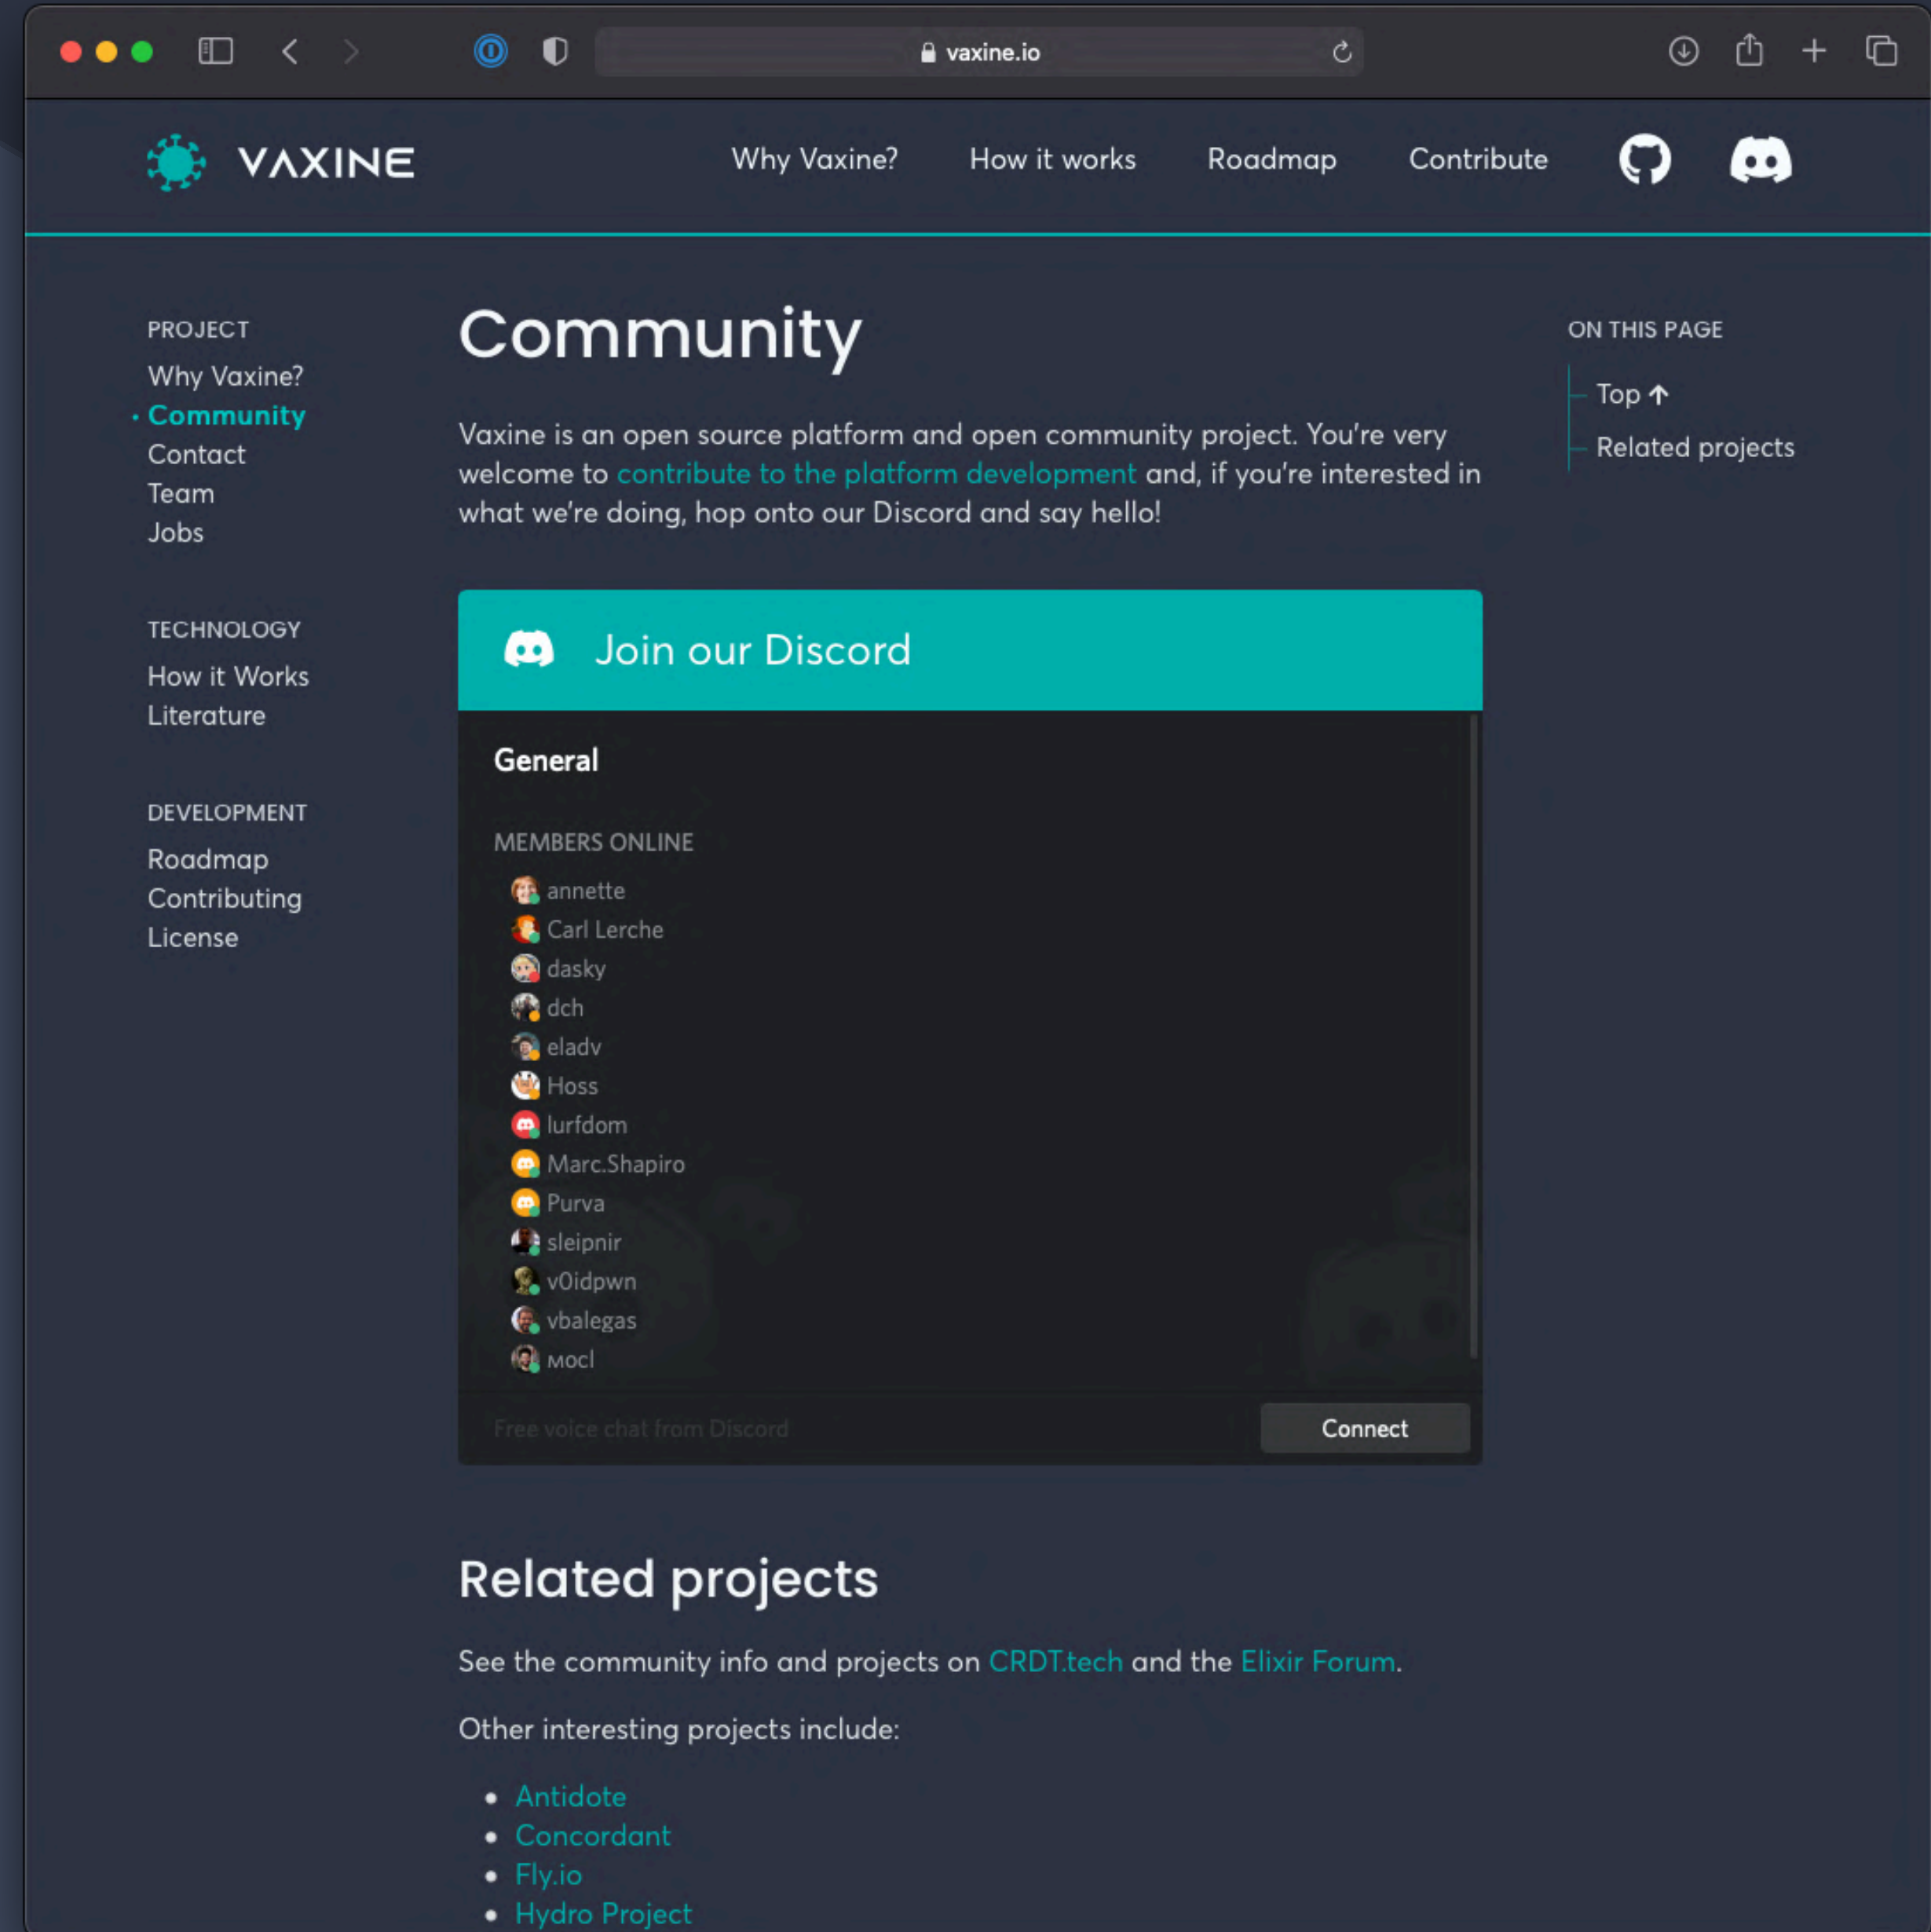 vaxine.io
VAXINE
Why Vaxine?
How it works
Roadmap
Contribute
PROJECT
Why Vaxine?
Community
Contact
Team
Jobs
TECHNOLOGY
How it Works
Literature
DEVELOPMENT
Roadmap
Contributing
License
Community
Vaxine is an open source platform and open community project. You're very
welcome to contribute to the platform development and, if you're interested in
what we're doing, hop onto our Discord and say hello!
Join our Discord
General
MEMBERS ONLINE
annette
Carl Lerche
dasky
dch
eladv
Hoss
lurfdom
Marc.Shapiro
Purva
sleipnir
v0idpwn
vbalegas
мocl
Free voice chat from Discord
Connect
Related projects
See the community info and projects on CRDT.tech and the Elixir Forum.
Other interesting projects include:
• Antidote
• Concordant
• Fly.io
• Hydro Project
ON THIS PAGE
Top ↑
Related projects